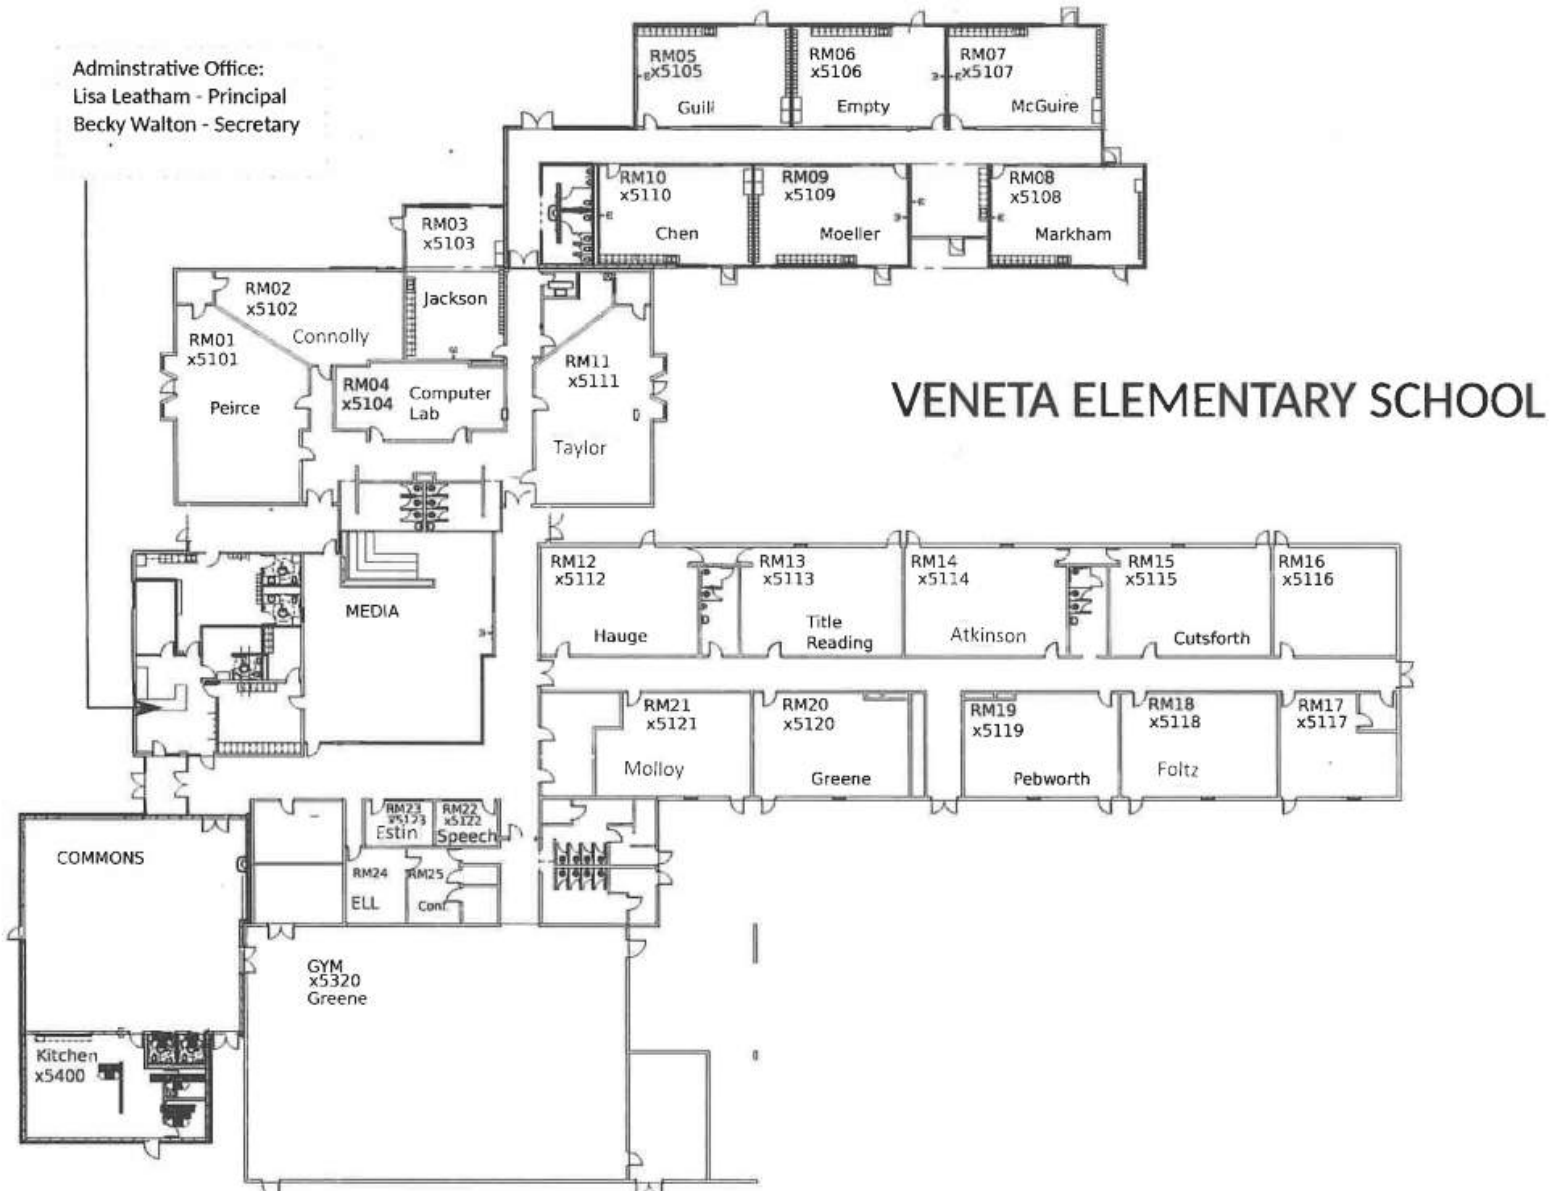 Adminstrative Office:
Lisa Leatham - Principal
Becky Walton - Secretary
RM05
x5105
Guill
RM06
x5106
Empty
RM07
x5107
McGuire
RM10
x5110
Chen
RM09
x5109
Moeller
RM08
x5108
Markham
RM03
x5103
Jackson
RM02
x5102
Connolly
RM01
x5101
Peirce
RM04
x5104
Computer
Lab
RM11
x5111
Taylor
VENETA ELEMENTARY SCHOOL
MEDIA
RM12
x5112
Hauge
RM13
x5113
Title
Reading
RM14
x5114
Atkinson
RM15
x5115
Cutsforth
RM16
x5116
RM21
x5121
Molloy
RM20
x5120
Greene
RM19
x5119
Pebworth
RM18
x5118
Foltz
RM17
x5117
COMMONS
RM23
x5123
Estin
RM22
x5122
Speech
RM24
ELL
RM25
Conf
GYM
x5320
Greene
Kitchen
x5400